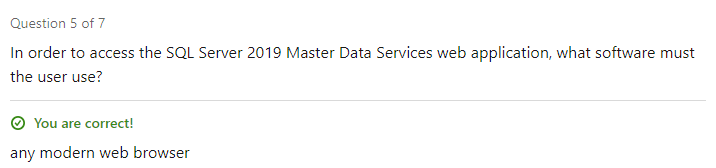 Question 5 of 7
In order to access the SQL Server 2019 Master Data Services web application, what software must
the user use?
You are correct!
any modern web browser